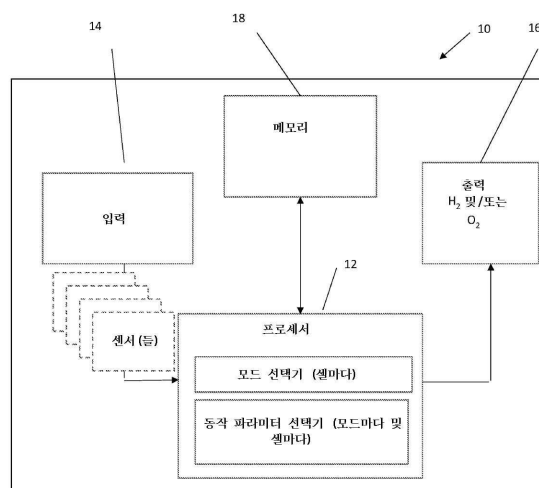 14
18
10
16
메모리
출력
H₂ 및/또는
O₂
입력
12
센서(들)
프로세서
모드 선택기 (셀마다)
동작 파라미터 선택기 (모드마다 및
셀마다)